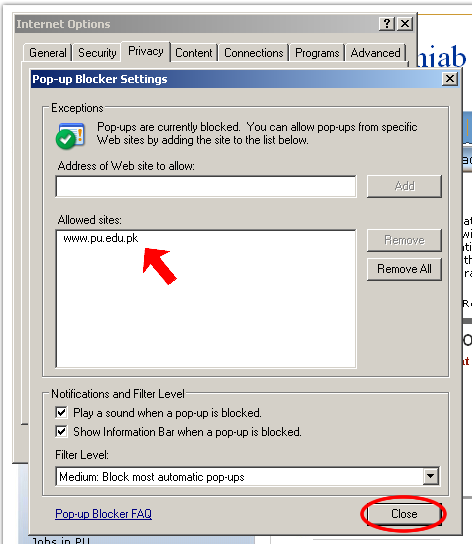 Internet Options
General Security Privacy Content Connections Programs Advanced
Pop-up Blocker Settings
Exceptions
Pop-ups are currently blocked. You can allow pop-ups from specific
Web sites by adding the site to the list below.
Address of Web site to allow:
Add
Allowed sites:
www.pu.edu.pk
Remove
Remove All
Notifications and Filter Level
Play a sound when a pop-up is blocked.
Show Information Bar when a pop-up is blocked.
Filter Level:
Medium: Block most automatic pop-ups
Pop-up Blocker FAQ
Close
Jobs in PU